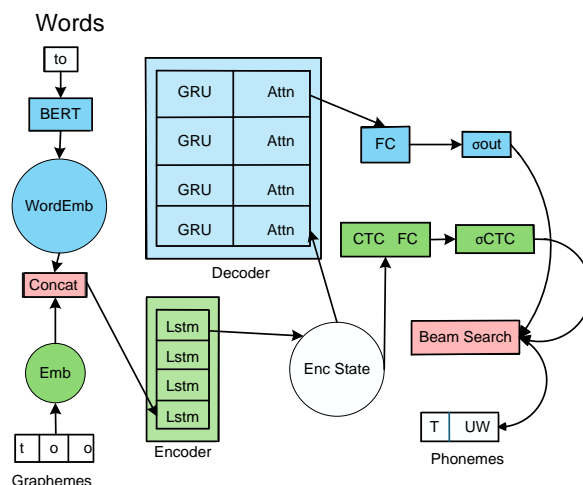 Words
to
BERT
WordEmb
Concat
Emb
t o o
Graphemes
GRU Attn
GRU Attn
GRU Attn
GRU Attn
Decoder
Lstm
Lstm
Lstm
Lstm
Encoder
Enc State
FC
σout
CTC FC
σCTC
Beam Search
T UW
Phonemes